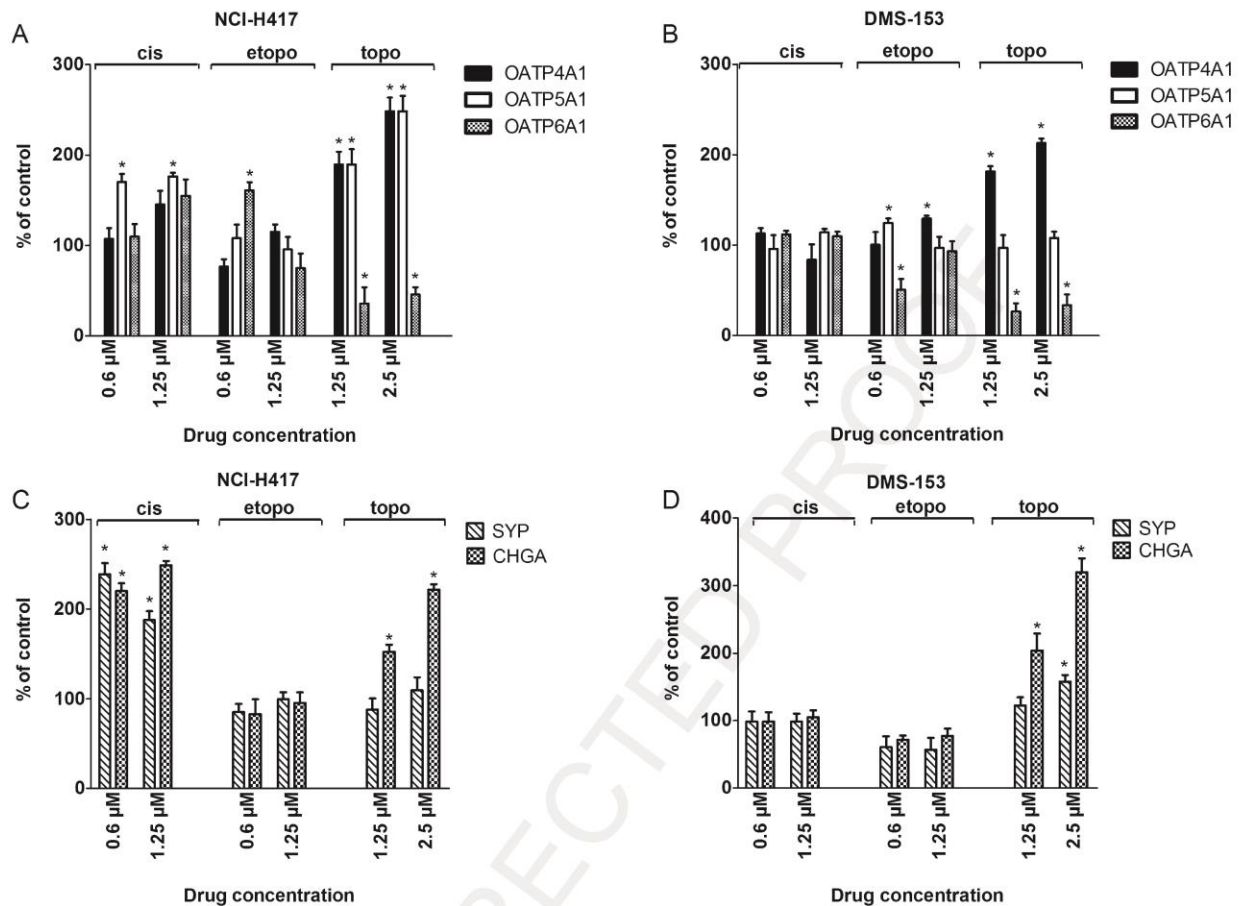 A
NCI-H417
cis
etopo
topo
% of control
300
200
100
0
* * * * * * * * *
0.6 µM
1.25 µM
0.6 µM
1.25 µM
1.25 µM
2.5 µM
Drug concentration
OATP4A1
OATP5A1
OATP6A1
B
DMS-153
cis
etopo
topo
% of control
300
200
100
0
* * * * * * *
0.6 µM
1.25 µM
0.6 µM
1.25 µM
1.25 µM
2.5 µM
Drug concentration
OATP4A1
OATP5A1
OATP6A1
C
NCI-H417
cis
etopo
topo
% of control
300
200
100
0
* * * * * *
0.6 µM
1.25 µM
0.6 µM
1.25 µM
1.25 µM
2.5 µM
Drug concentration
SYP
CHGA
D
DMS-153
cis
etopo
topo
% of control
400
300
200
100
0
* * *
0.6 µM
1.25 µM
0.6 µM
1.25 µM
1.25 µM
2.5 µM
Drug concentration
SYP
CHGA
RECTED PROOF